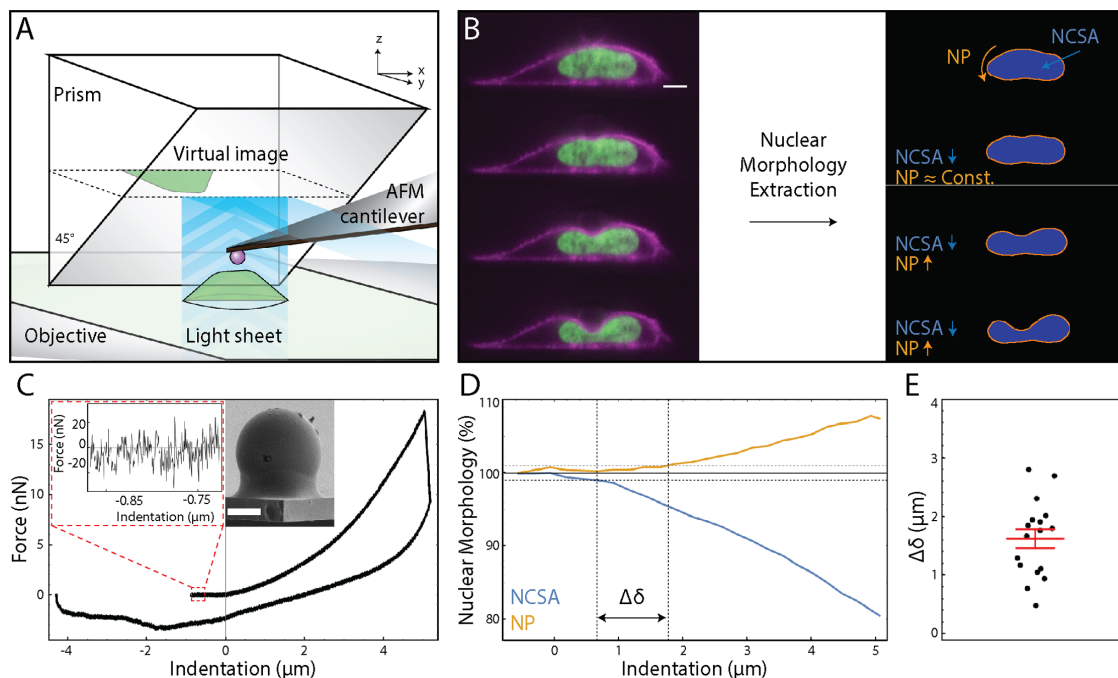 A
z
x
y
Prism
Virtual image
AFM
cantilever
45°
Objective
Light sheet
B
Nuclear
Morphology
Extraction
NCSA
NP
NCSA ↓
NP ≈ Const.
NCSA ↓
NP ↑
NCSA ↓
NP ↑
C
Force (nN)
15
10
5
0
-4
-2
0
2
4
Indentation (μm)
Force (nN)
20
0
-20
-0.85
-0.75
Indentation (μm)
D
Nuclear Morphology (%)
110
100
90
80
NCSA
NP
Δδ
0
1
2
3
4
5
Indentation (μm)
E
Δδ (μm)
4
3
2
1
0